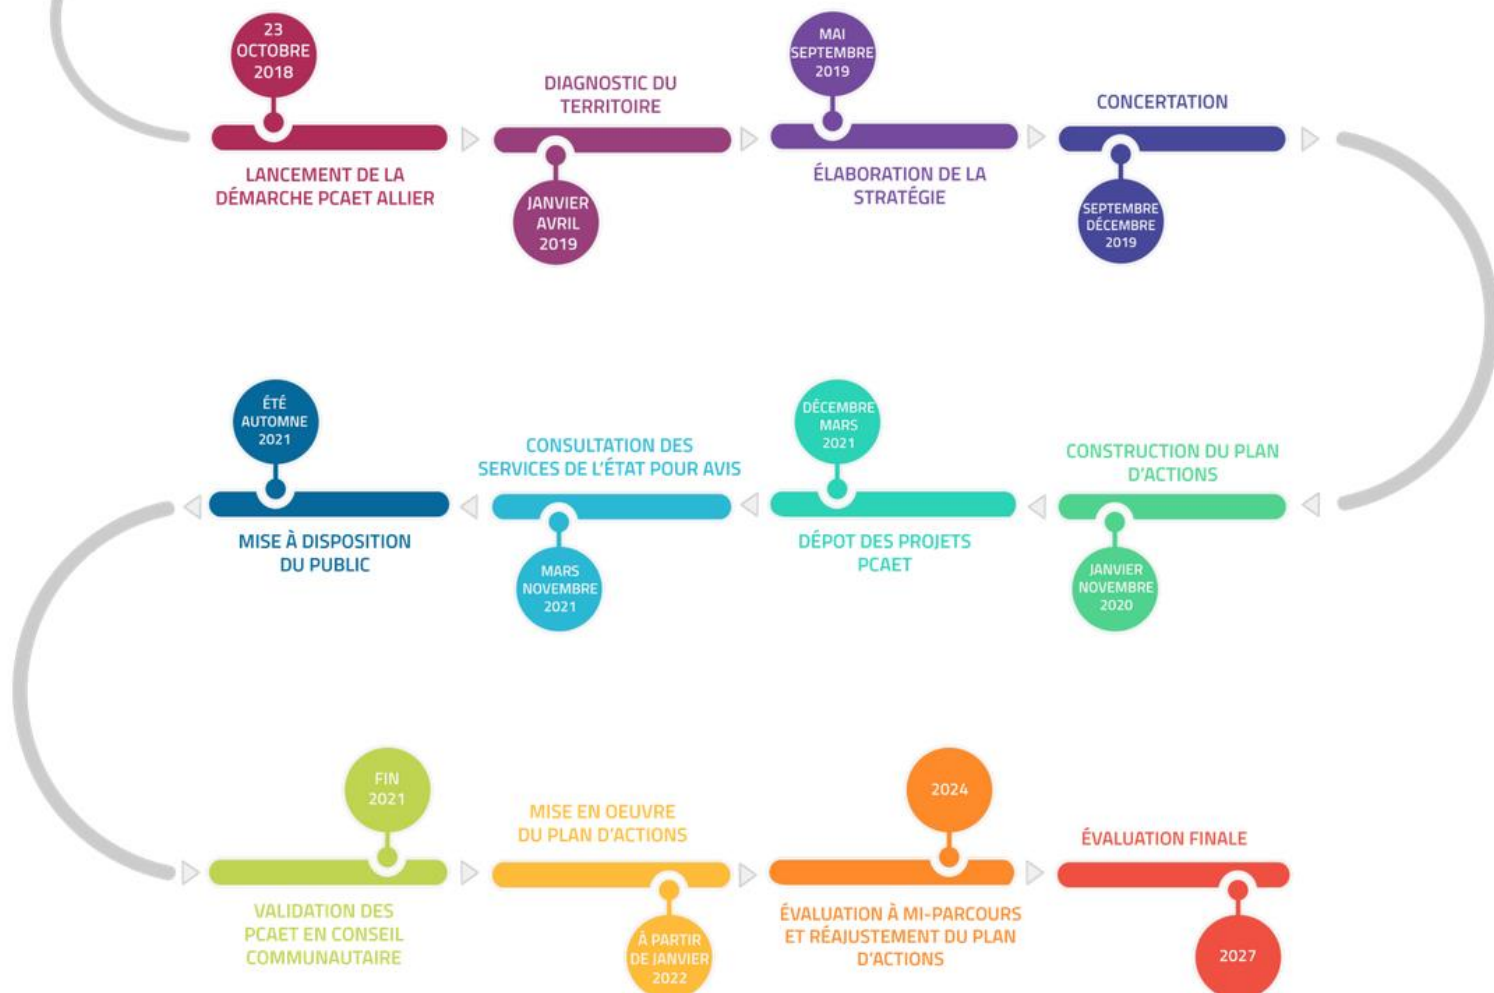 23
OCTOBRE
2018
LANCEMENT DE LA
DÉMARCHE PCAET ALLIER
DIAGNOSTIC DU
TERRITOIRE
JANVIER
AVRIL
2019
MAI
SEPTEMBRE
2019
ÉLABORATION DE LA
STRATÉGIE
CONCERTATION
SEPTEMBRE
DÉCEMBRE
2019
CONSTRUCTION DU PLAN
D'ACTIONS
JANVIER
NOVEMBRE
2020
DÉCEMBRE
MARS
2021
DÉPOT DES PROJETS
PCAET
CONSULTATION DES
SERVICES DE L'ÉTAT POUR AVIS
MARS
NOVEMBRE
2021
ÉTÉ
AUTOMNE
2021
MISE À DISPOSITION
DU PUBLIC
FIN
2021
VALIDATION DES
PCAET EN CONSEIL
COMMUNAUTAIRE
MISE EN OEUVRE
DU PLAN D'ACTIONS
À PARTIR
DE JANVIER
2022
2024
ÉVALUATION À MI-PARCOURS
ET RÉAJUSTEMENT DU PLAN
D'ACTIONS
ÉVALUATION FINALE
2027